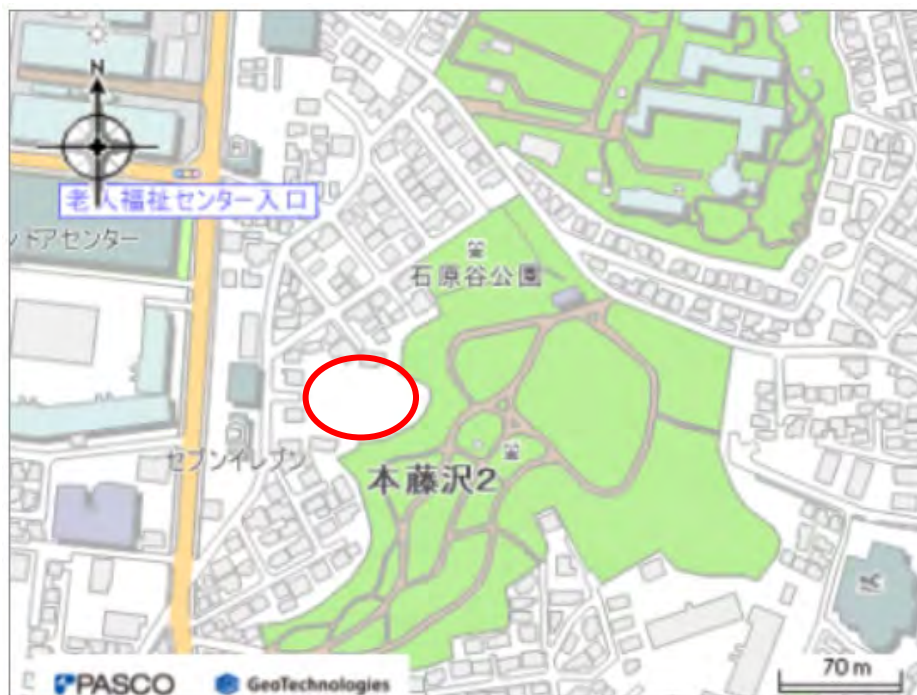 N
老人福祉センター入口
ンドアセンター
石原谷公園
セブンイレブン
本藤沢2
PASCO
GeoTechnologies
70 m